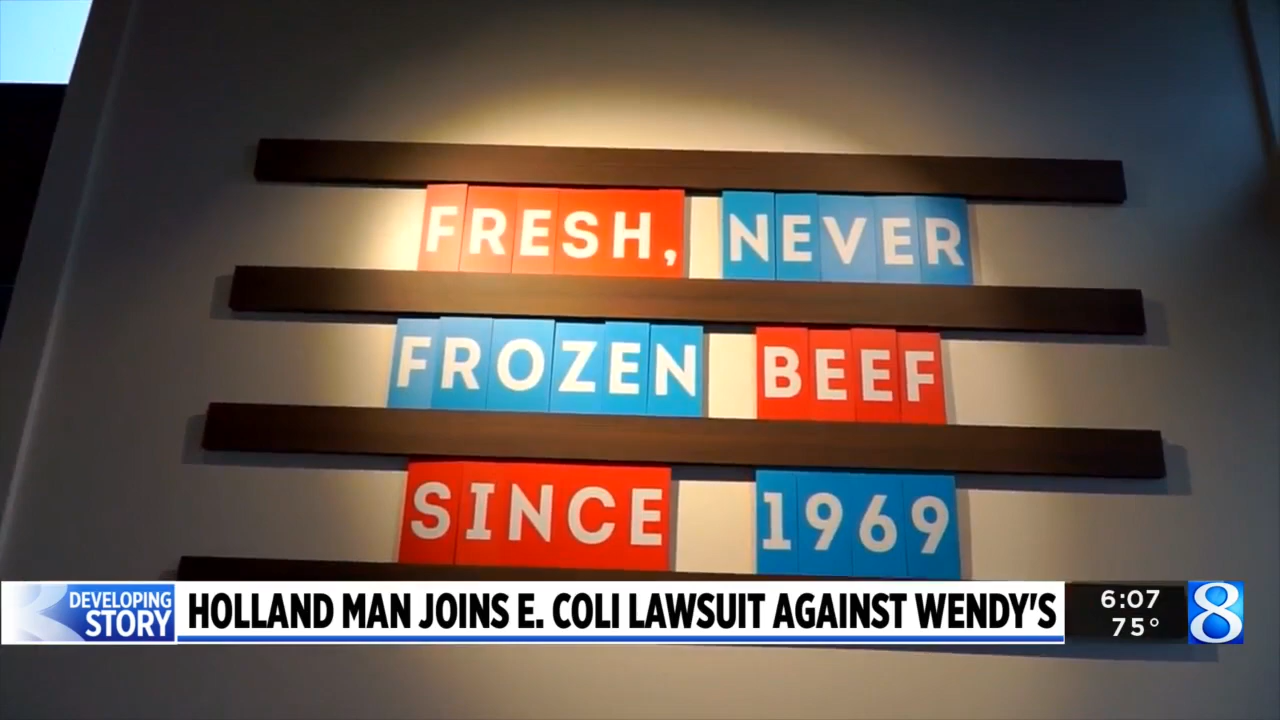 FRESH, NEVER
FROZEN BEEF
SINCE 1969
DEVELOPING
STORY
HOLLAND MAN JOINS E. COLI LAWSUIT AGAINST WENDY'S
6:07
75°
8